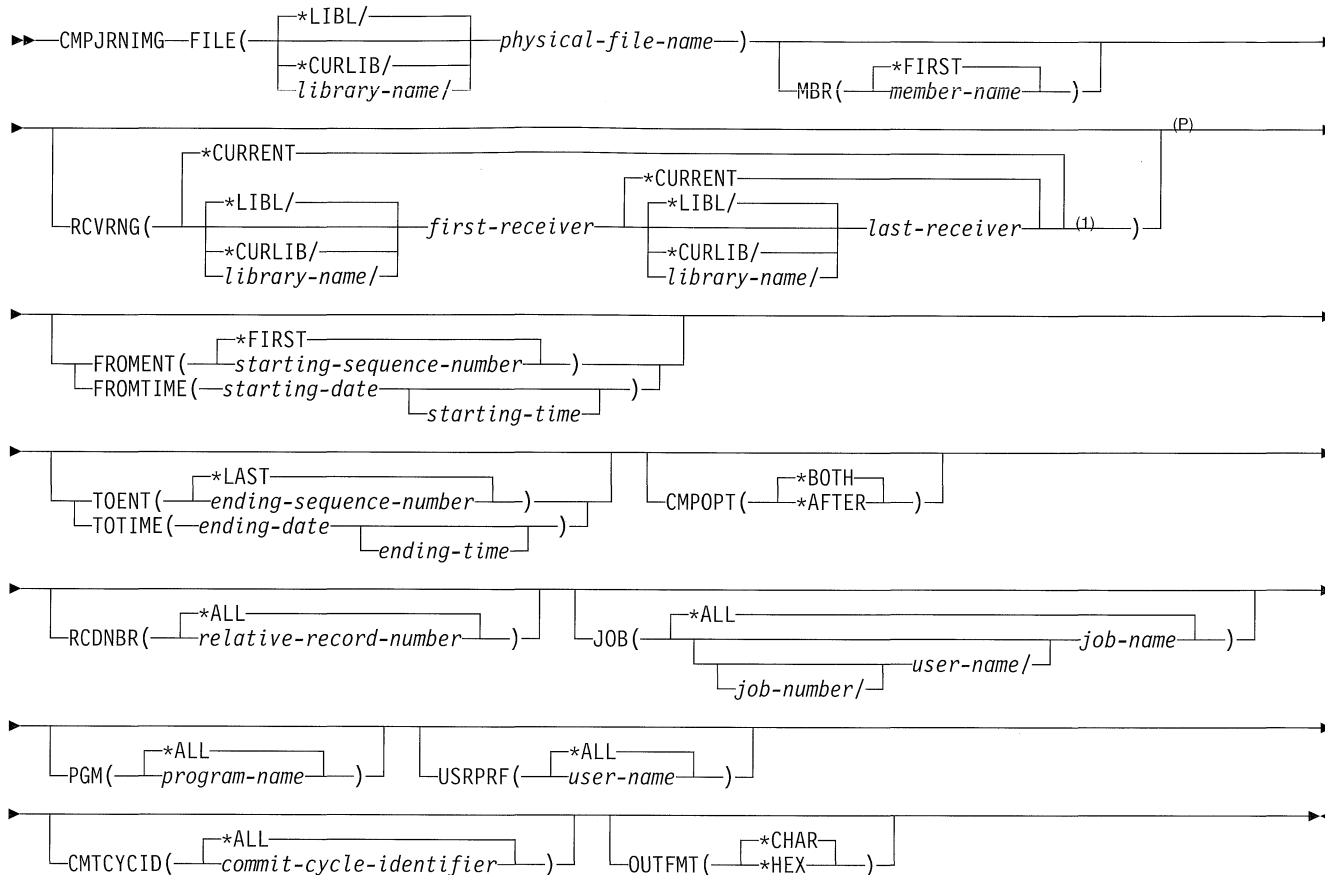 *LIBL/
CMPJRNIMG FILE( physical-file-name )
*CURLIB/
library-name/
*FIRST
MBR( member-name )
(P)
*CURRENT
*CURRENT
*LIBL/ *LIBL/
RCVRNG( first-receiver last-receiver (1) )
*CURLIB/ *CURLIB/
library-name/ library-name/
*FIRST
FROMENT( starting-sequence-number )
FROMTIME( starting-date )
starting-time
*LAST *BOTH
TOENT( ending-sequence-number ) CMPOPT( *AFTER )
TOTIME( ending-date )
ending-time
*ALL *ALL
RCDNBR( relative-record-number ) JOB( job-name )
user-name/
job-number/
*ALL *ALL
PGM( program-name ) USRPRF( user-name )
*ALL *CHAR
CMTCYCID( commit-cycle-identifier ) OUTFMT( *HEX )